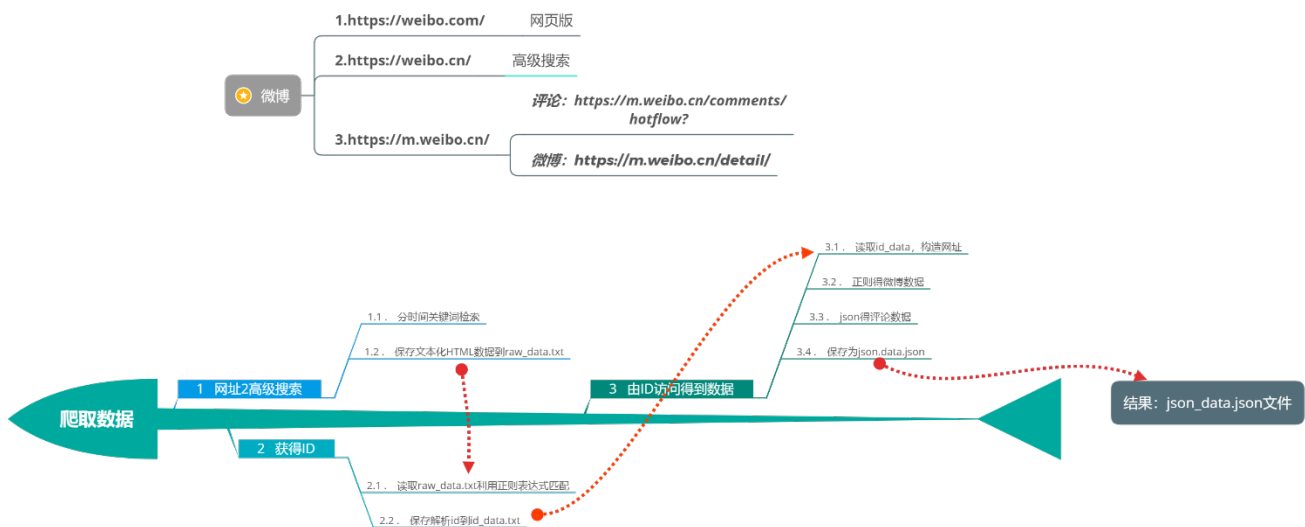 微博
1.https://weibo.com/ 网页版
2.https://weibo.cn/ 高级搜索
3.https://m.weibo.cn/
评论：https://m.weibo.cn/comments/
hotflow?
微博：https://m.weibo.cn/detail/
爬取数据
1 网址2高级搜索
1.1． 分时间关键词检索
1.2． 保存文本化HTML数据到raw_data.txt
2 获得ID
2.1． 读取raw_data.txt利用正则表达式匹配
2.2． 保存解析id到id_data.txt
3 由ID访问得到数据
3.1． 读取id_data，构造网址
3.2． 正则得微博数据
3.3． json得评论数据
3.4． 保存为json.data.json
结果：json_data.json文件